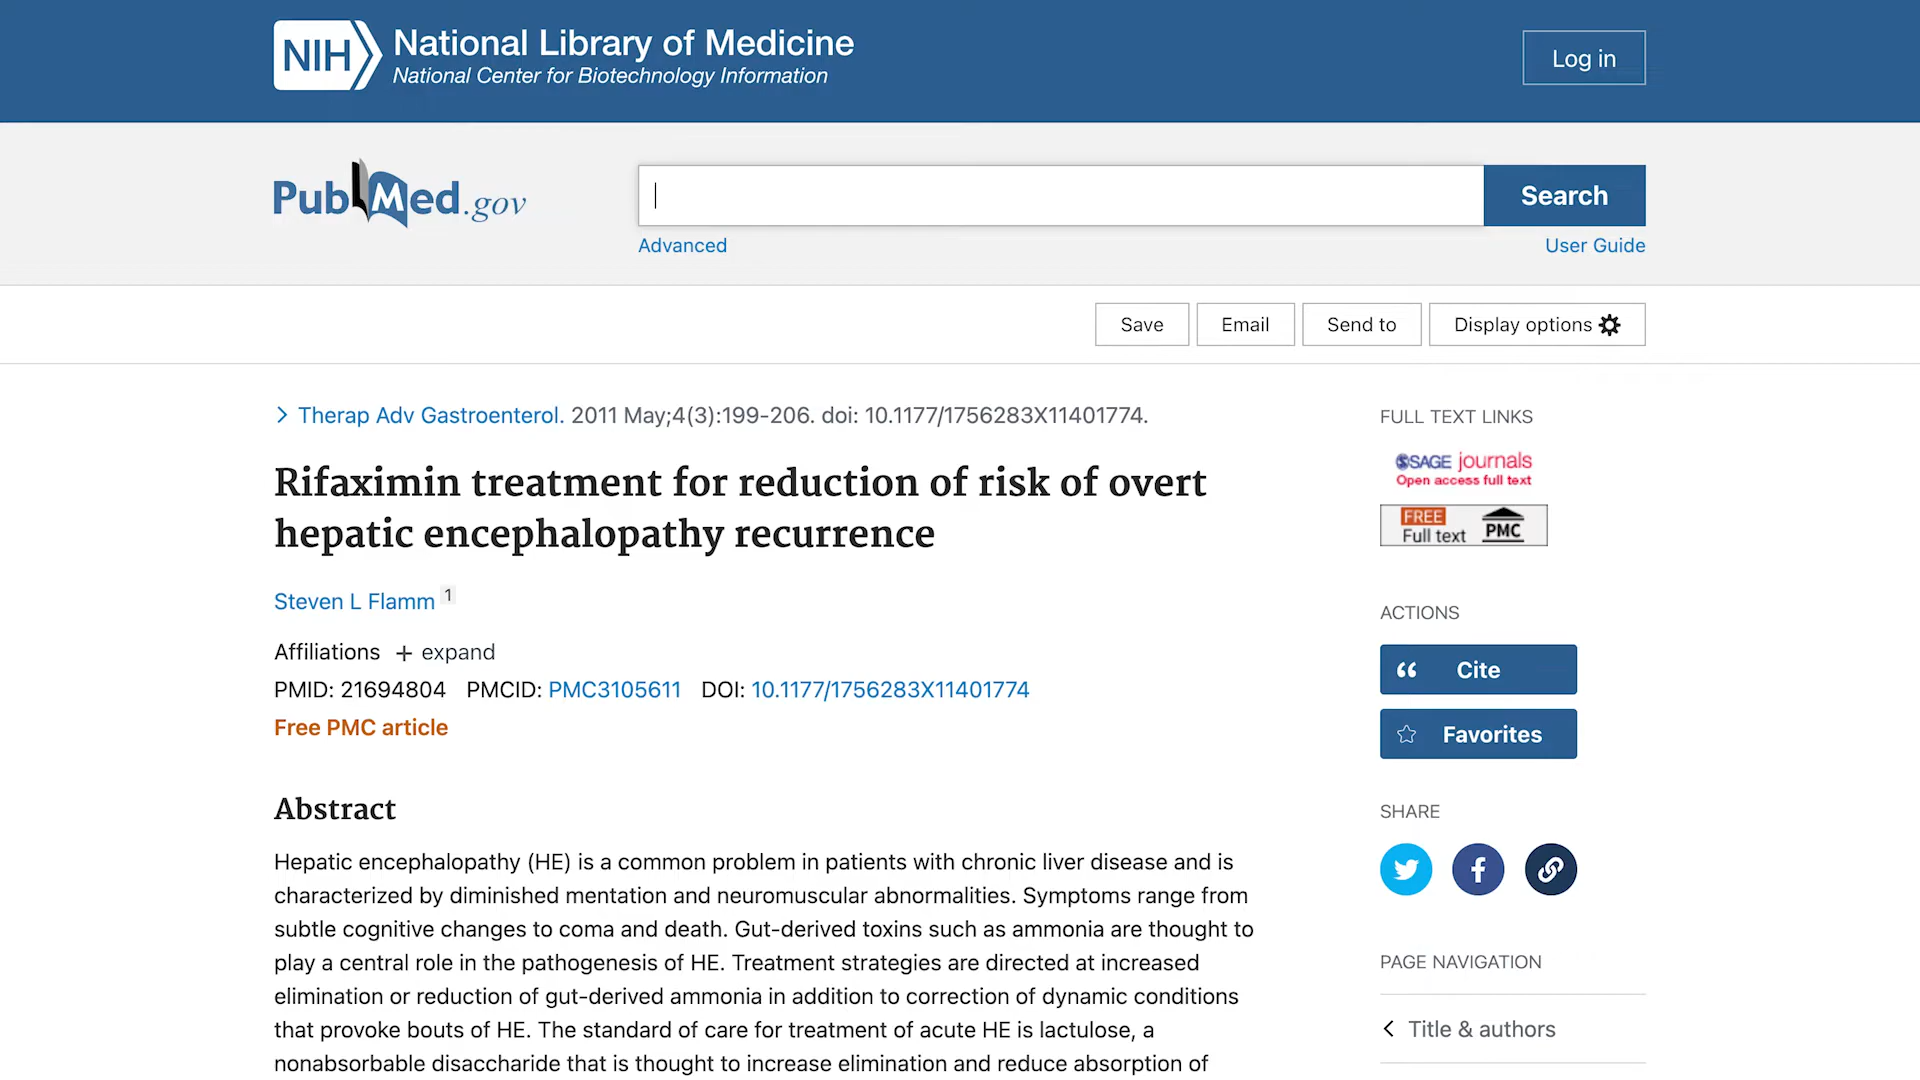 NIH National Library of Medicine
National Center for Biotechnology Information
Log in
PubMed.gov
Search
Advanced
User Guide
Save
Email
Send to
Display options
Therap Adv Gastroenterol. 2011 May;4(3):199-206. doi: 10.1177/1756283X11401774.
Rifaximin treatment for reduction of risk of overt
hepatic encephalopathy recurrence
Steven L Flamm 1
Affiliations + expand
PMID: 21694804 PMCID: PMC3105611 DOI: 10.1177/1756283X11401774
Free PMC article
Abstract
Hepatic encephalopathy (HE) is a common problem in patients with chronic liver disease and is
characterized by diminished mentation and neuromuscular abnormalities. Symptoms range from
subtle cognitive changes to coma and death. Gut-derived toxins such as ammonia are thought to
play a central role in the pathogenesis of HE. Treatment strategies are directed at increased
elimination or reduction of gut-derived ammonia in addition to correction of dynamic conditions
that provoke bouts of HE. The standard of care for treatment of acute HE is lactulose, a
nonabsorbable disaccharide that is thought to increase elimination and reduce absorption of
FULL TEXT LINKS
SAGE journals
Open access full text
FREE
Full text PMC
ACTIONS
Cite
Favorites
SHARE
PAGE NAVIGATION
Title & authors